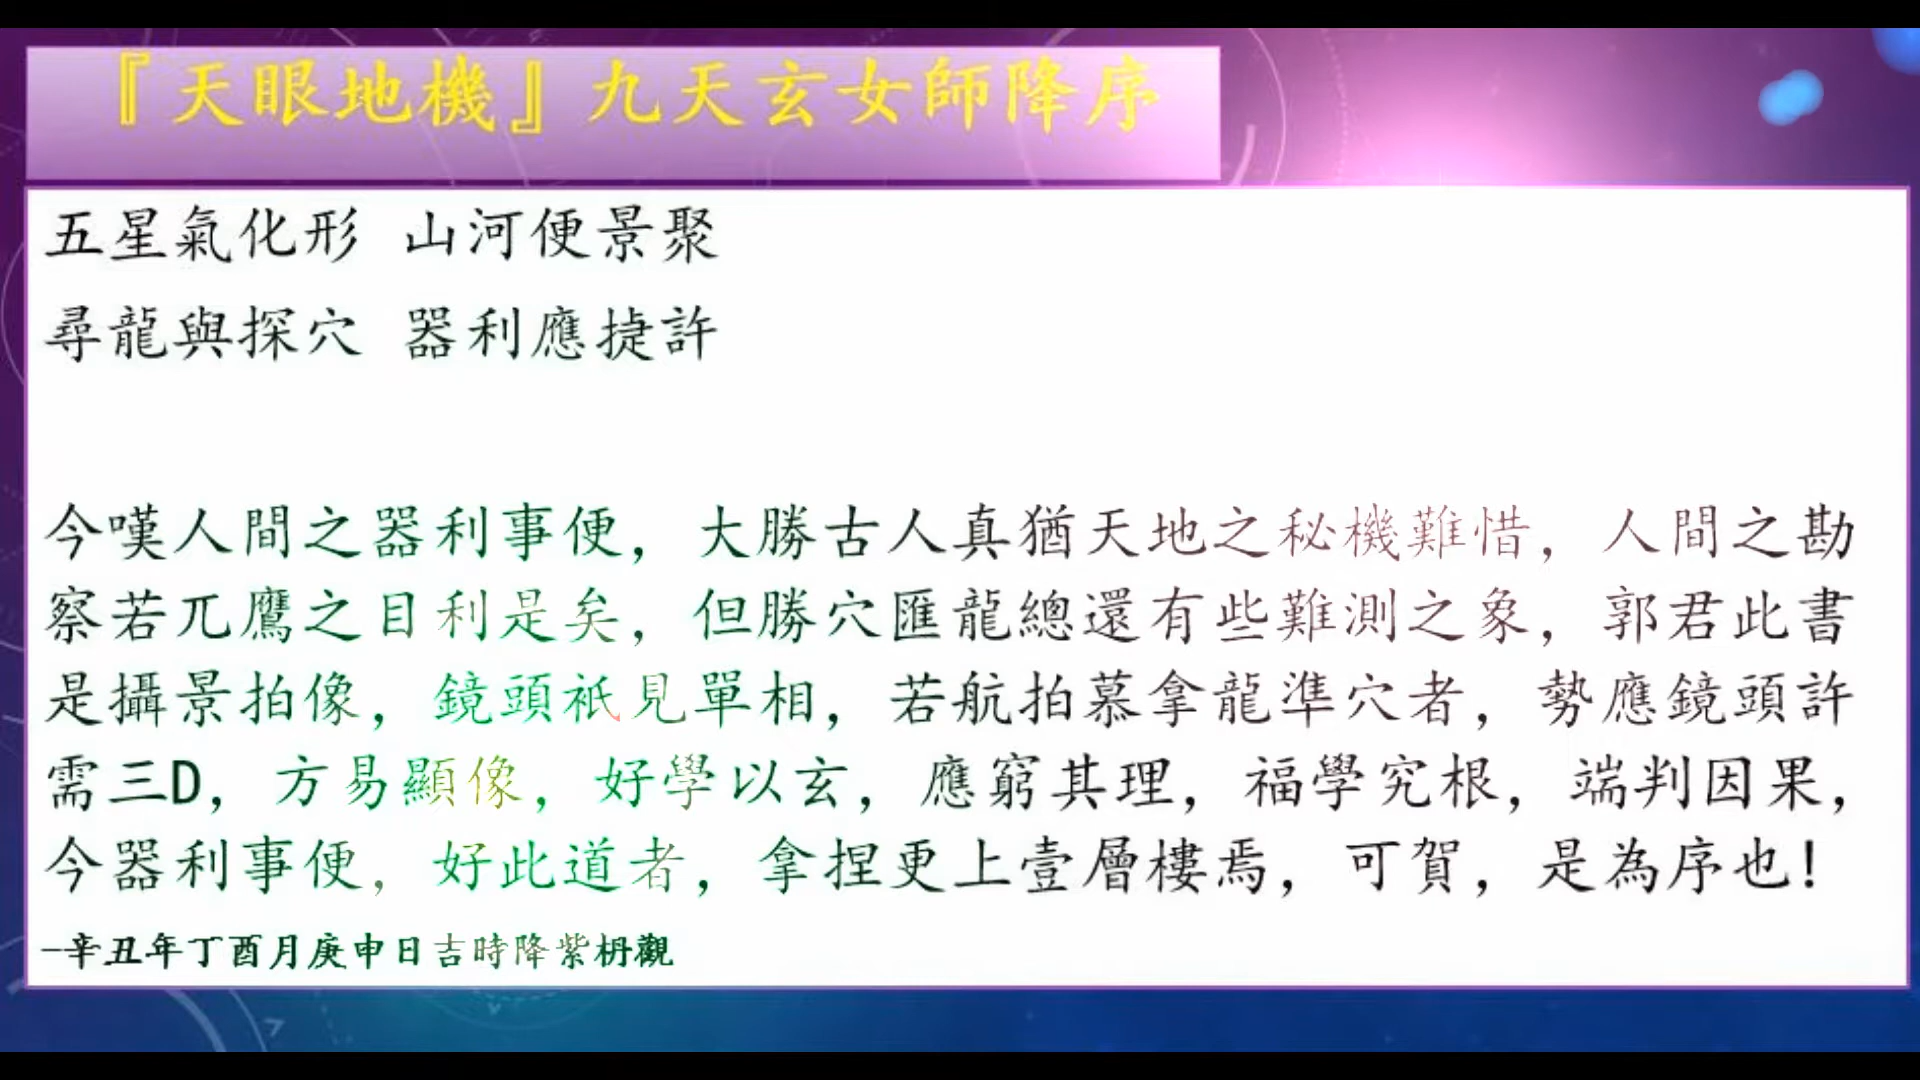 『天眼地機』九天玄女師降序
五星氣化形 山河便景聚
尋龍與探穴 器利應捷許
今嘆人間之器利事便，大勝古人真猶天地之秘機難惜，人間之勘
察若兀鷹之目利是矣，但勝穴匯龍總還有些難測之象，郭君此書
是攝景拍像，鏡頭衹見單相，若航拍慕拿龍準穴者，勢應鏡頭許
需三D，方易顯像，好學以玄，應窮其理，福學究根，端判因果，
今器利事便，好此道者，拿捏更上壹層樓焉，可賀，是為序也！
—辛丑年丁酉月庚申日吉時降紫枬觀